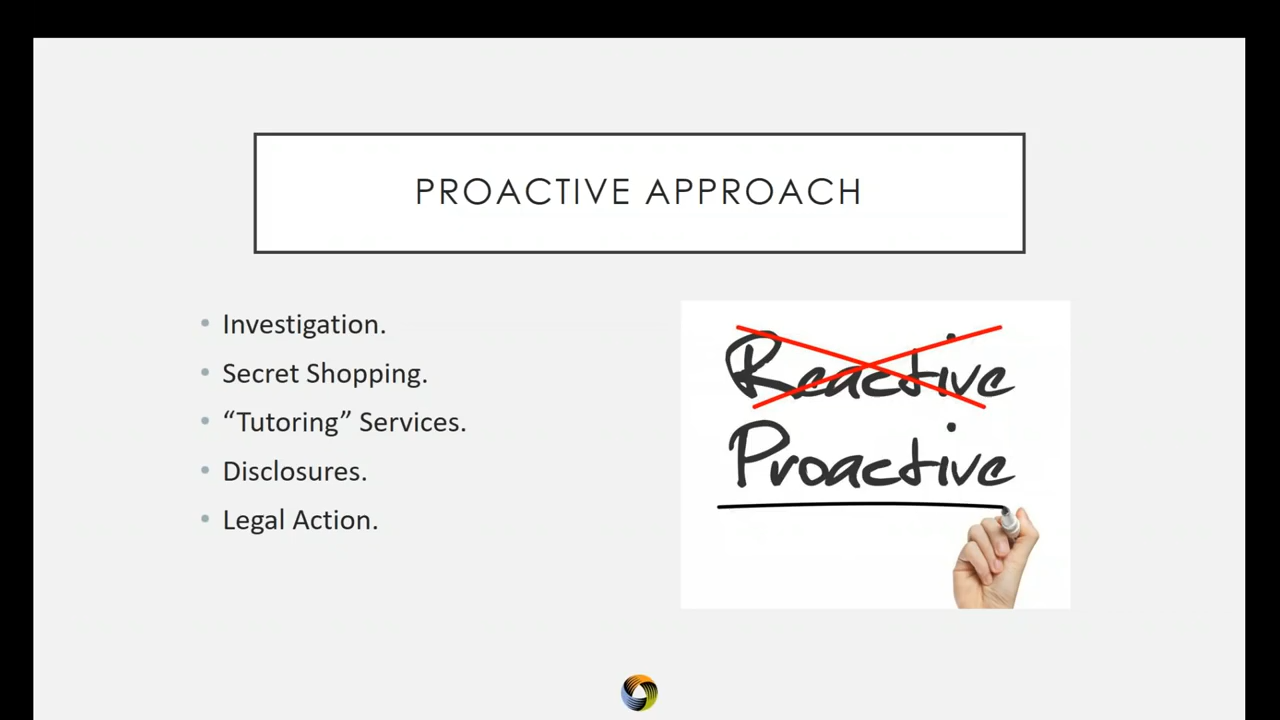 PROACTIVE APPROACH
• Investigation.
• Secret Shopping.
• “Tutoring” Services.
• Disclosures.
• Legal Action.
Reactive
Proactive